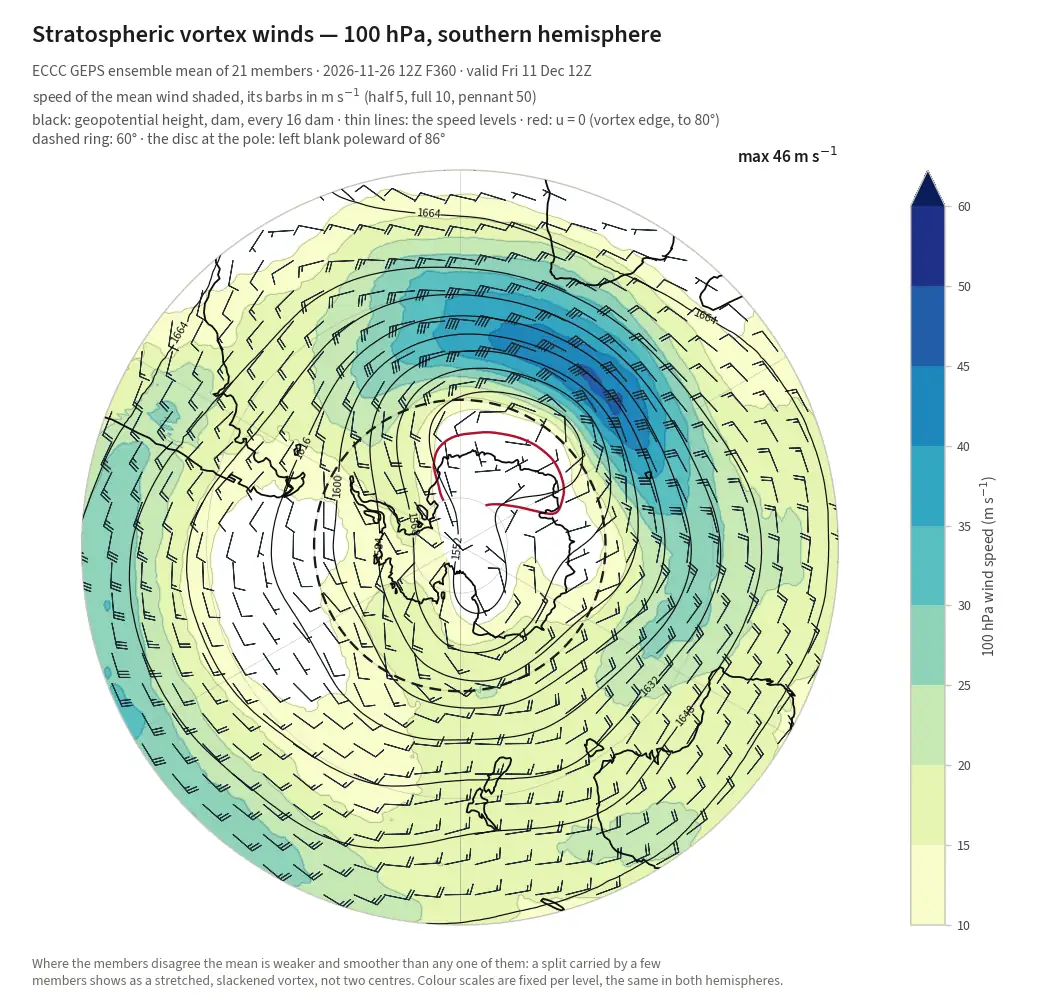 Stratospheric vortex winds — 100 hPa, southern hemisphere
ECCC GEPS ensemble mean of 21 members · 2026-11-26 12Z F360 · valid Fri 11 Dec 12Z
speed of the mean wind shaded, its barbs in m s⁻¹ (half 5, full 10, pennant 50)
black: geopotential height, dam, every 16 dam · thin lines: the speed levels · red: u = 0 (vortex edge, to 80°)
dashed ring: 60° · the disc at the pole: left blank poleward of 86°
max 46 m s⁻¹
1664
1664
1664
1616
1600
1552
1632
1648
60
50
45
40
35
30
25
20
15
10
100 hPa wind speed (m s⁻¹)
Where the members disagree the mean is weaker and smoother than any one of them: a split carried by a few
members shows as a stretched, slackened vortex, not two centres. Colour scales are fixed per level, the same in both hemispheres.